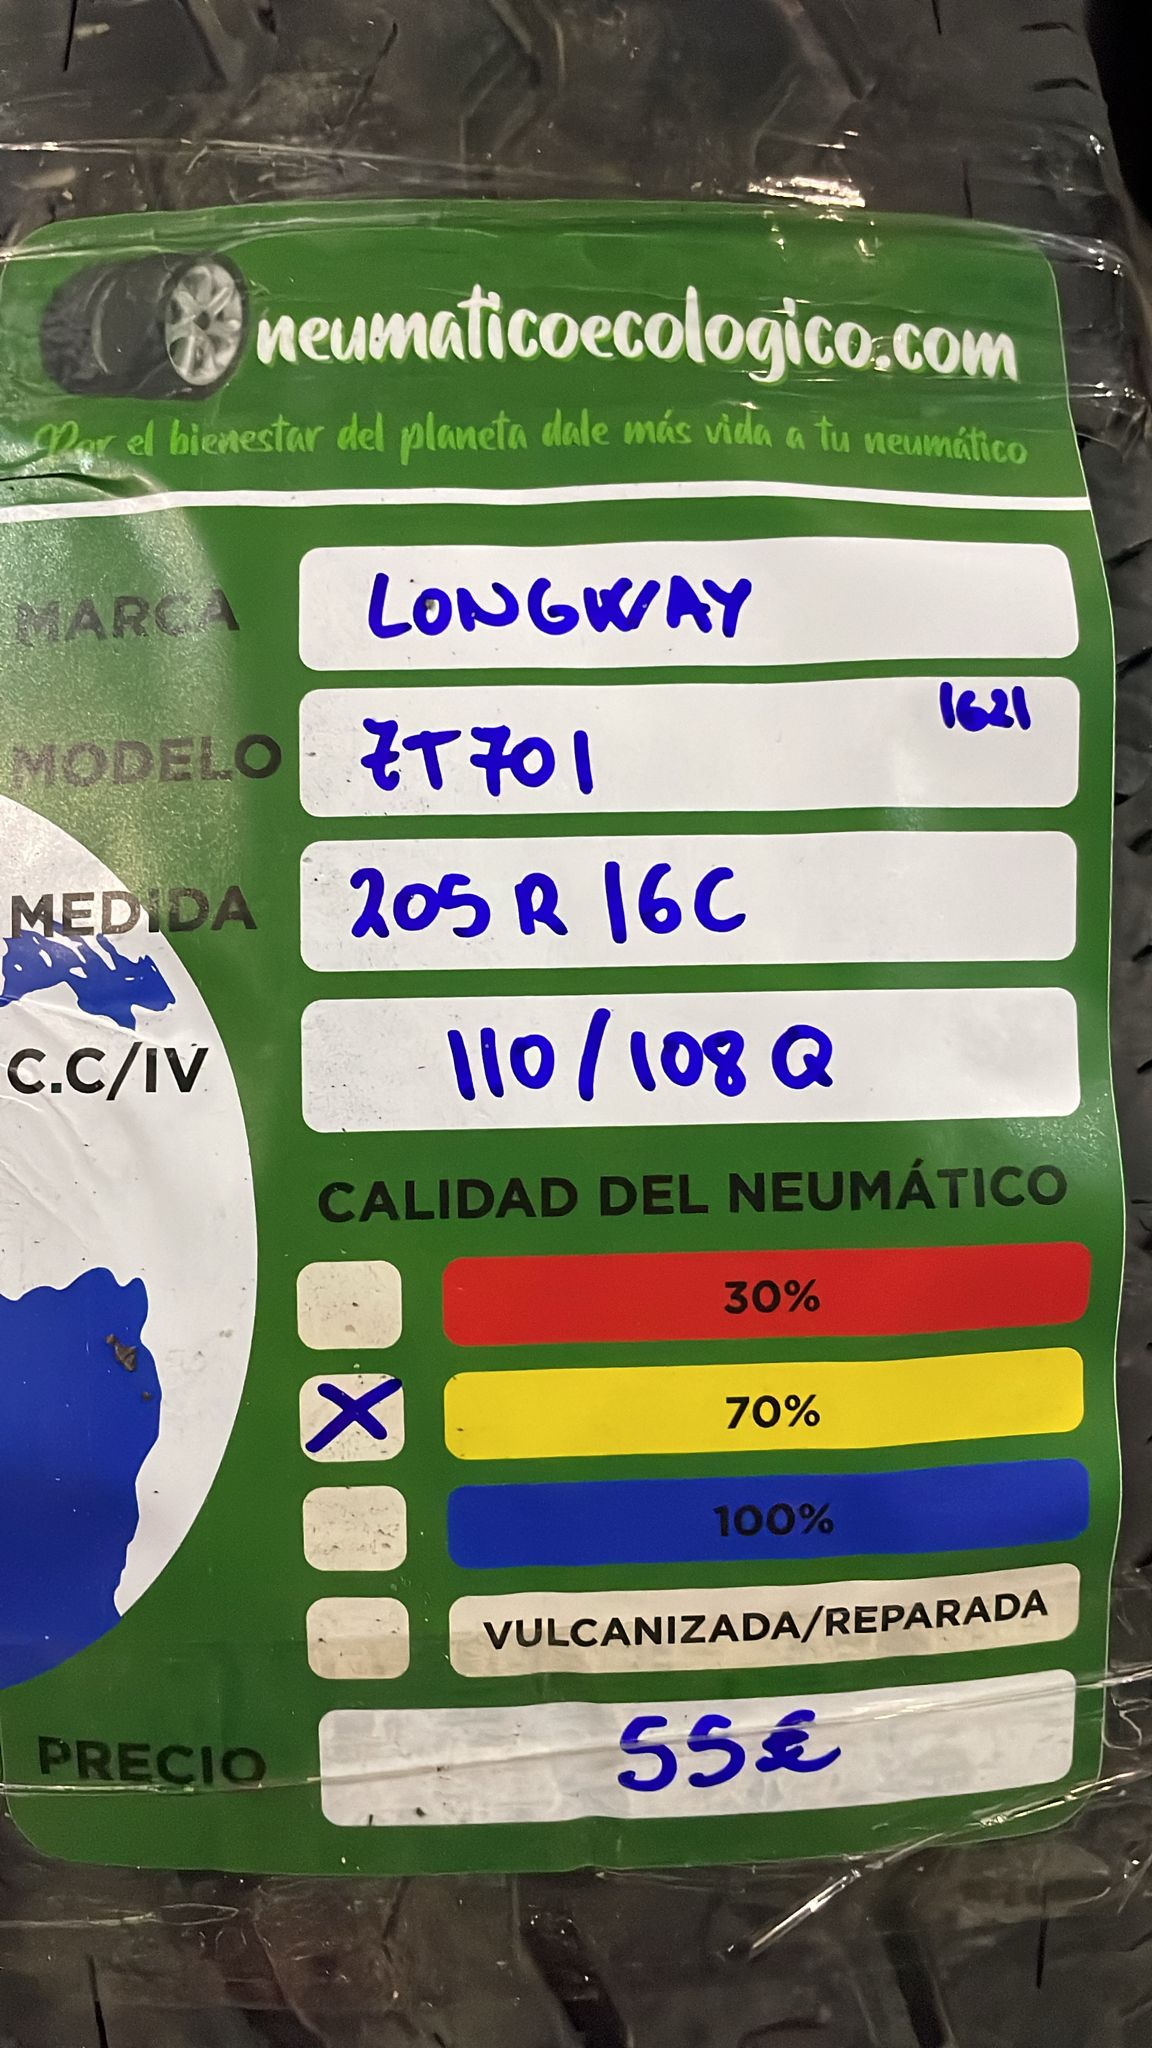 neumaticoecologico.com
Por el bienestar del planeta dale más vida a tu neumático
MARCA LONGWAY
MODELO ZT701 1621
MEDIDA 205 R 16C
C.C/IV 110/108 Q
CALIDAD DEL NEUMÁTICO
30%
X 70%
100%
VULCANIZADA/REPARADA
PRECIO 55€